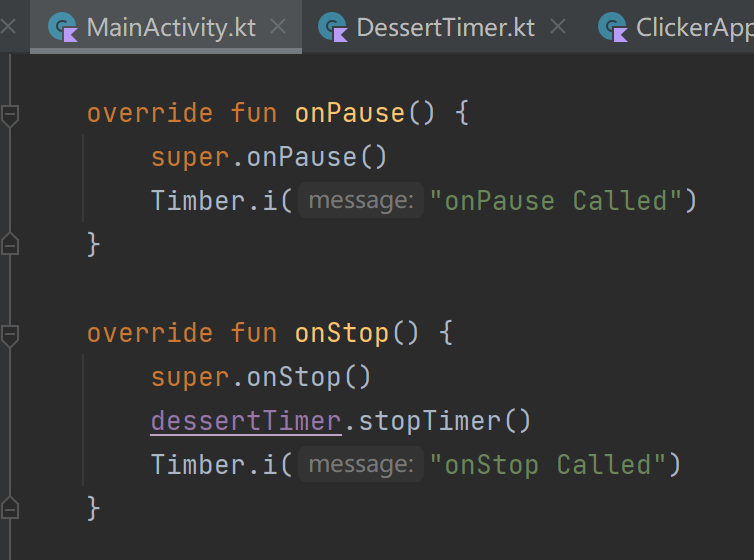 MainActivity.kt DessertTimer.kt ClickerApp
override fun onPause() {
super.onPause()
Timber.i( message: "onPause Called")
}
override fun onStop() {
super.onStop()
dessertTimer.stopTimer()
Timber.i( message: "onStop Called")
}